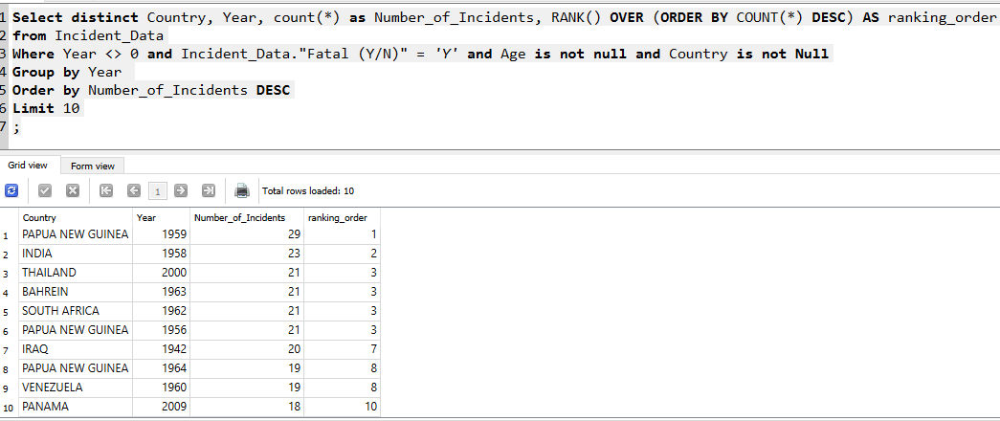 1 Select distinct Country, Year, count(*) as Number_of_Incidents, RANK() OVER (ORDER BY COUNT(*) DESC) AS ranking_order
2 from Incident_Data
3 Where Year <> 0 and Incident_Data."Fatal (Y/N)" = 'Y' and Age is not null and Country is not Null
4 Group by Year
5 Order by Number_of_Incidents DESC
6 Limit 10
7 ;
Grid view Form view
1 Total rows loaded: 10
Country Year Number_of_Incidents ranking_order
1 PAPUA NEW GUINEA 1959 29 1
2 INDIA 1958 23 2
3 THAILAND 2000 21 3
4 BAHREIN 1963 21 3
5 SOUTH AFRICA 1962 21 3
6 PAPUA NEW GUINEA 1956 21 3
7 IRAQ 1942 20 7
8 PAPUA NEW GUINEA 1964 19 8
9 VENEZUELA 1960 19 8
10 PANAMA 2009 18 10